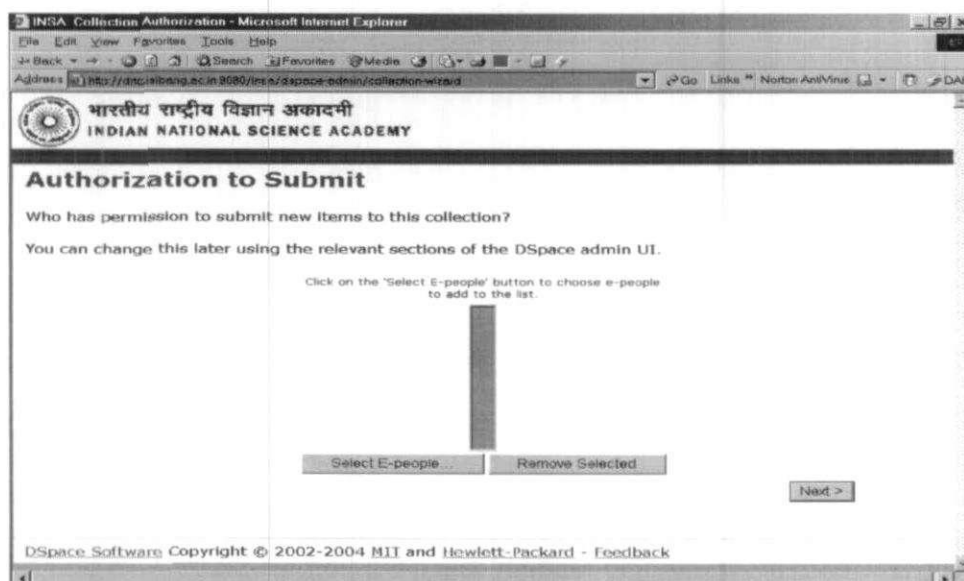 INSA Collection Authorization - Microsoft Internet Explorer
File Edit View Favorites Tools Help
Back Search Favorites Media
Address Go Links » Norton AntiVirus
भारतीय राष्ट्रीय विज्ञान अकादमी
INDIAN NATIONAL SCIENCE ACADEMY
Authorization to Submit
Who has permission to submit new items to this collection?
You can change this later using the relevant sections of the DSpace admin UI.
Click on the 'Select E-people' button to choose e-people
to add to the list.
Select E-people... Remove Selected
Next >
DSpace Software Copyright © 2002-2004 MIT and Hewlett-Packard - Feedback